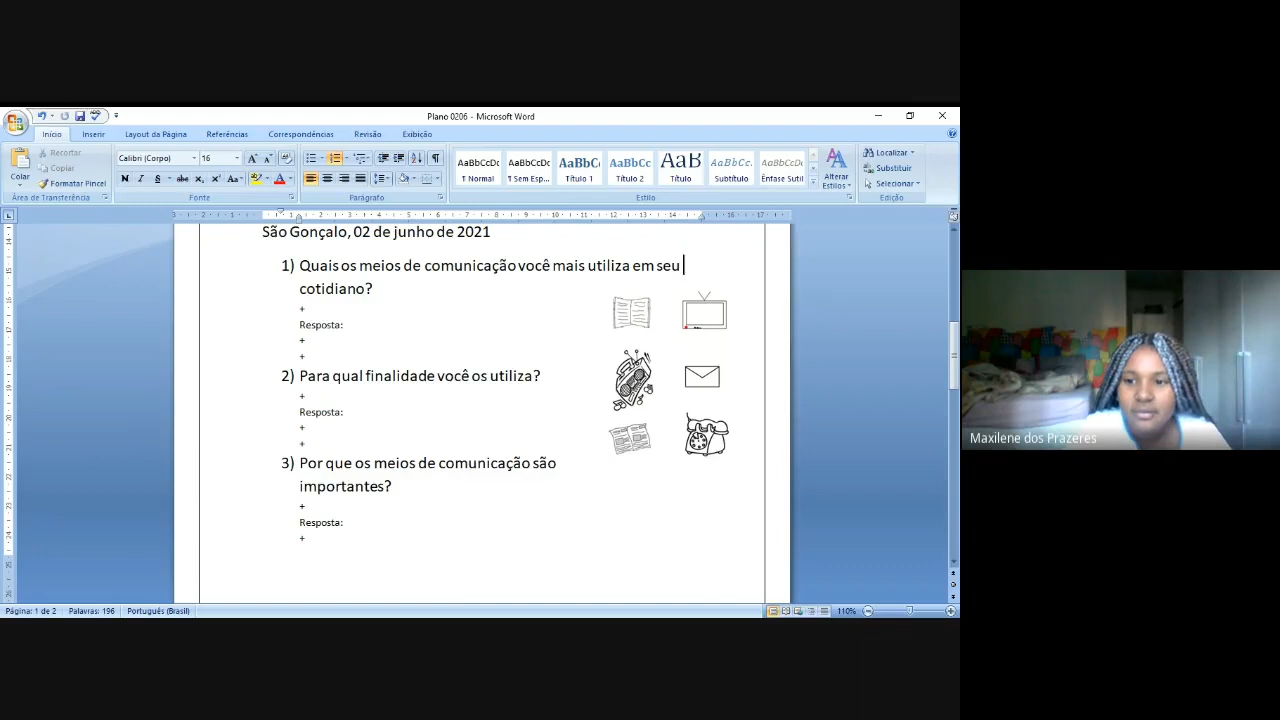 Plano 0206 - Microsoft Word
Início Inserir Layout da Página Referências Correspondências Revisão Exibição
Colar
Recortar
Copiar
Formatar Pincel
Área de Transferência
Calibri (Corpo) 16
N I S abc x₂ x² Aa
Fonte
Parágrafo
AaBbCcDc AaBbCcDc AaBbC AaBbCc AaB AaBbCc. AaBbCcDc
¶ Normal ¶ Sem Esp... Título 1 Título 2 Título Subtítulo Ênfase Sutil
Alterar
Estilos
Estilo
Localizar
Substituir
Selecionar
Edição
São Gonçalo, 02 de junho de 2021
1) Quais os meios de comunicação você mais utiliza em seu
cotidiano?
+
Resposta:
+
+
2) Para qual finalidade você os utiliza?
+
Resposta:
+
+
3) Por que os meios de comunicação são
importantes?
+
Resposta:
+
Maxilene dos Prazeres
Página: 1 de 2 Palavras: 196 Português (Brasil) 110%